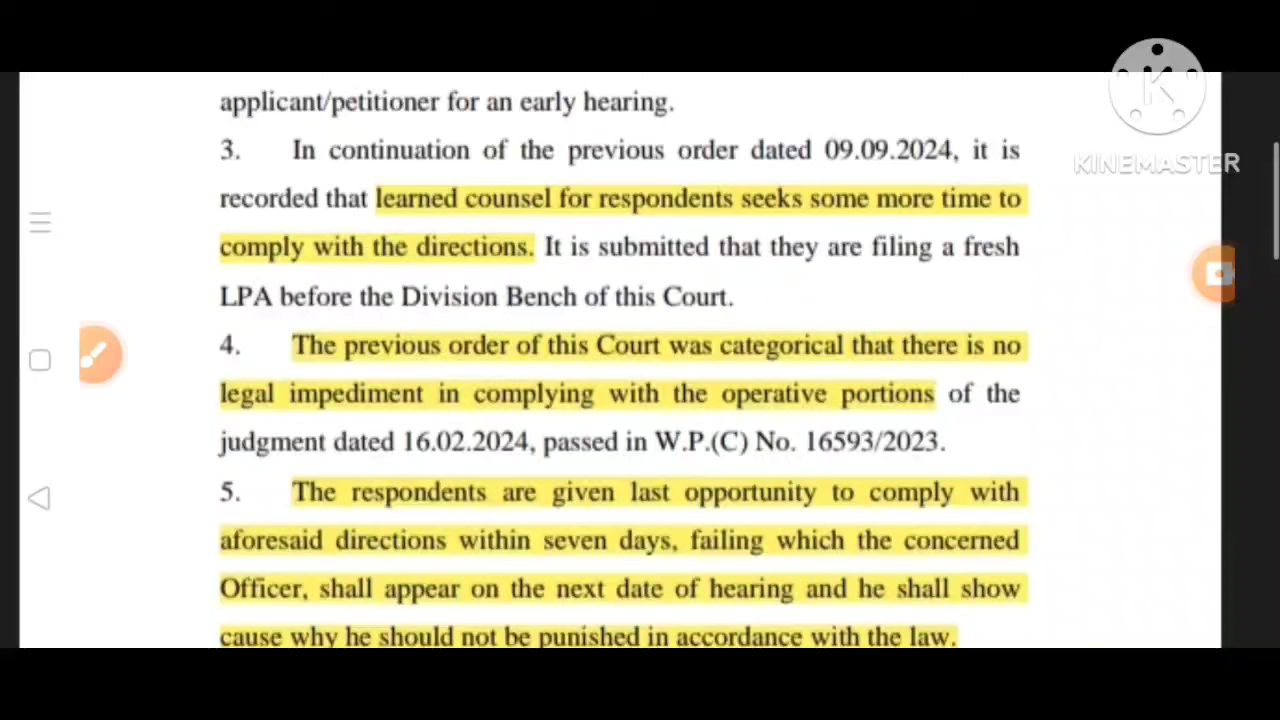 applicant/petitioner for an early hearing.
3. In continuation of the previous order dated 09.09.2024, it is
recorded that learned counsel for respondents seeks some more time to
comply with the directions. It is submitted that they are filing a fresh
LPA before the Division Bench of this Court.
4. The previous order of this Court was categorical that there is no
legal impediment in complying with the operative portions of the
judgment dated 16.02.2024, passed in W.P.(C) No. 16593/2023.
5. The respondents are given last opportunity to comply with
aforesaid directions within seven days, failing which the concerned
Officer, shall appear on the next date of hearing and he shall show
cause why he should not be punished in accordance with the law.
K
KINEMASTER